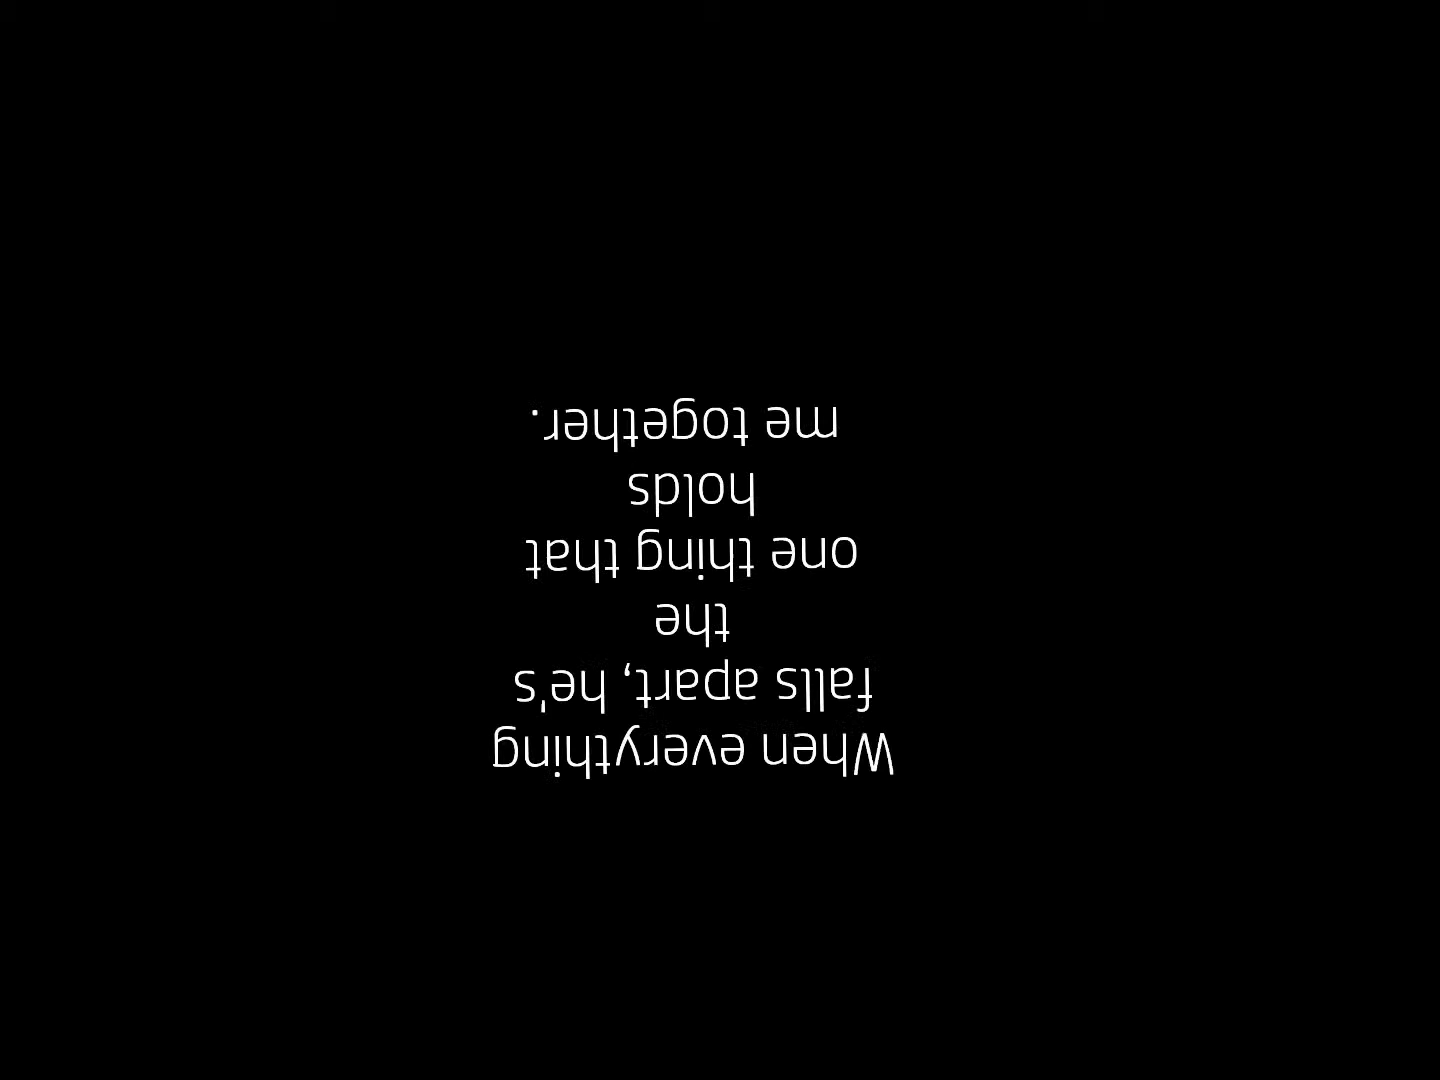 When everything
falls apart, he's
the
one thing that
holds
me together.